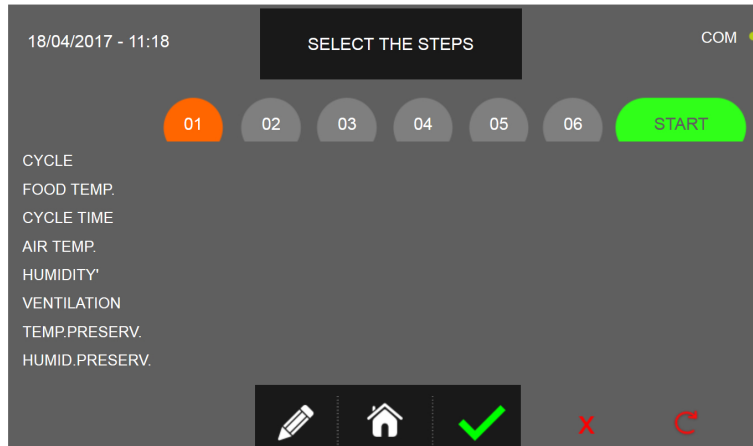 18/04/2017 - 11:18
SELECT THE STEPS
COM
01 02 03 04 05 06 START
CYCLE
FOOD TEMP.
CYCLE TIME
AIR TEMP.
HUMIDITY'
VENTILATION
TEMP.PRESERV.
HUMID.PRESERV.
X